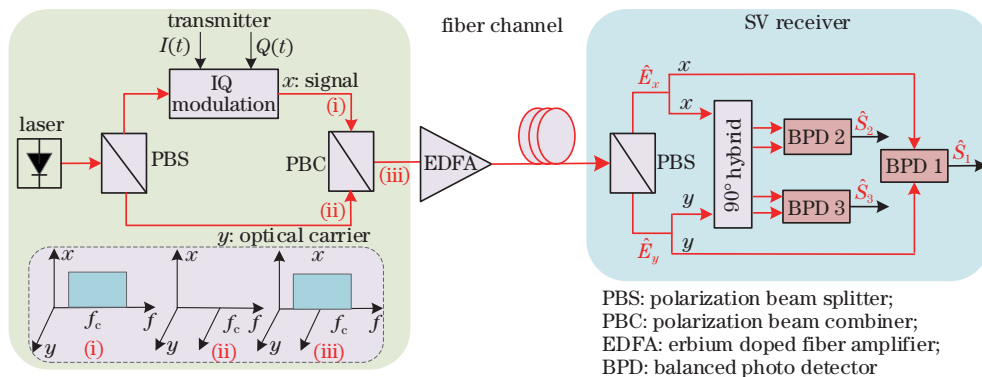 transmitter
fiber channel
SV receiver
I(t)
Q(t)
IQ
modulation
x: signal
(i)
laser
PBS
PBC
(iii)
(ii)
y: optical carrier
EDFA
Ê_x
x
x
PBS
90° hybrid
BPD 2
Ŝ_2
BPD 1
Ŝ_1
BPD 3
Ŝ_3
y
y
Ê_y
x
f_c
f
y
(i)
x
f_c
f
y
(ii)
x
f_c
f
y
(iii)
PBS: polarization beam splitter;
PBC: polarization beam combiner;
EDFA: erbium doped fiber amplifier;
BPD: balanced photo detector